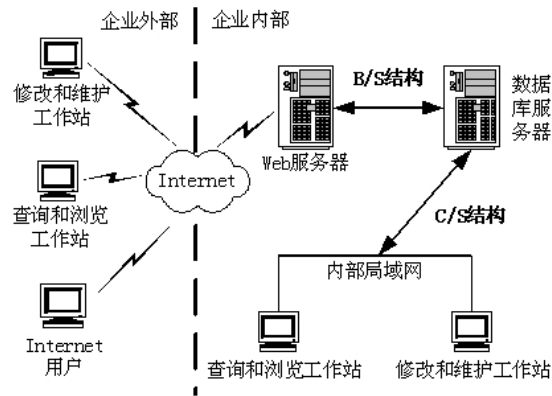 企业外部
企业内部
修改和维护
工作站
B/S结构
数据
库服
务器
Web服务器
Internet
查询和浏览
工作站
C/S结构
内部局域网
Internet
用户
查询和浏览工作站
修改和维护工作站